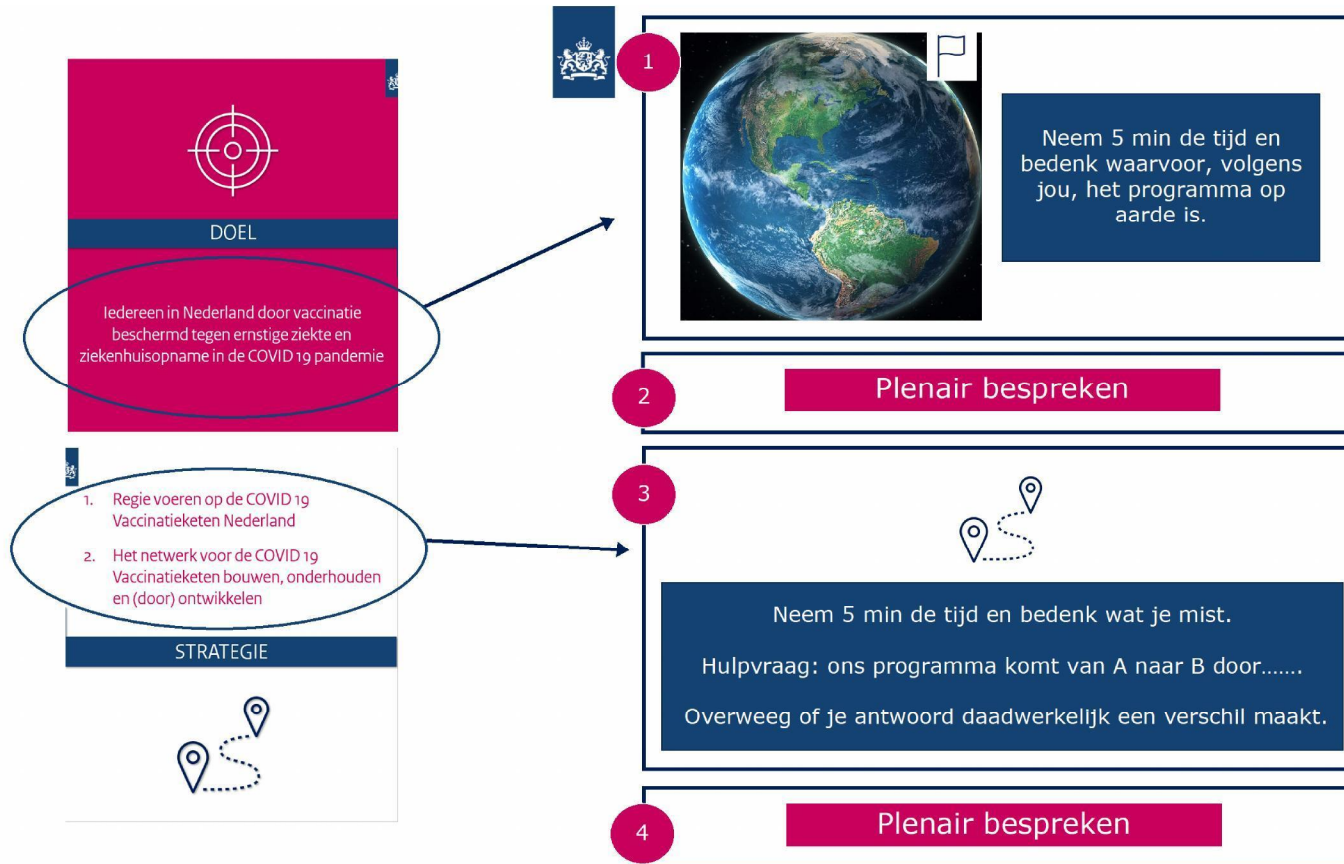 DOEL
Iedereen in Nederland door vaccinatie
beschermd tegen ernstige ziekte en
ziekenhuisopname in de COVID 19 pandemie
1. Regie voeren op de COVID 19
Vaccinatieketen Nederland
2. Het netwerk voor de COVID 19
Vaccinatieketen bouwen, onderhouden
en (door) ontwikkelen
STRATEGIE
1
Neem 5 min de tijd en
bedenk waarvoor, volgens
jou, het programma op
aarde is.
2
Plenair bespreken
3
Neem 5 min de tijd en bedenk wat je mist.
Hulpvraag: ons programma komt van A naar B door.......
Overweeg of je antwoord daadwerkelijk een verschil maakt.
4
Plenair bespreken